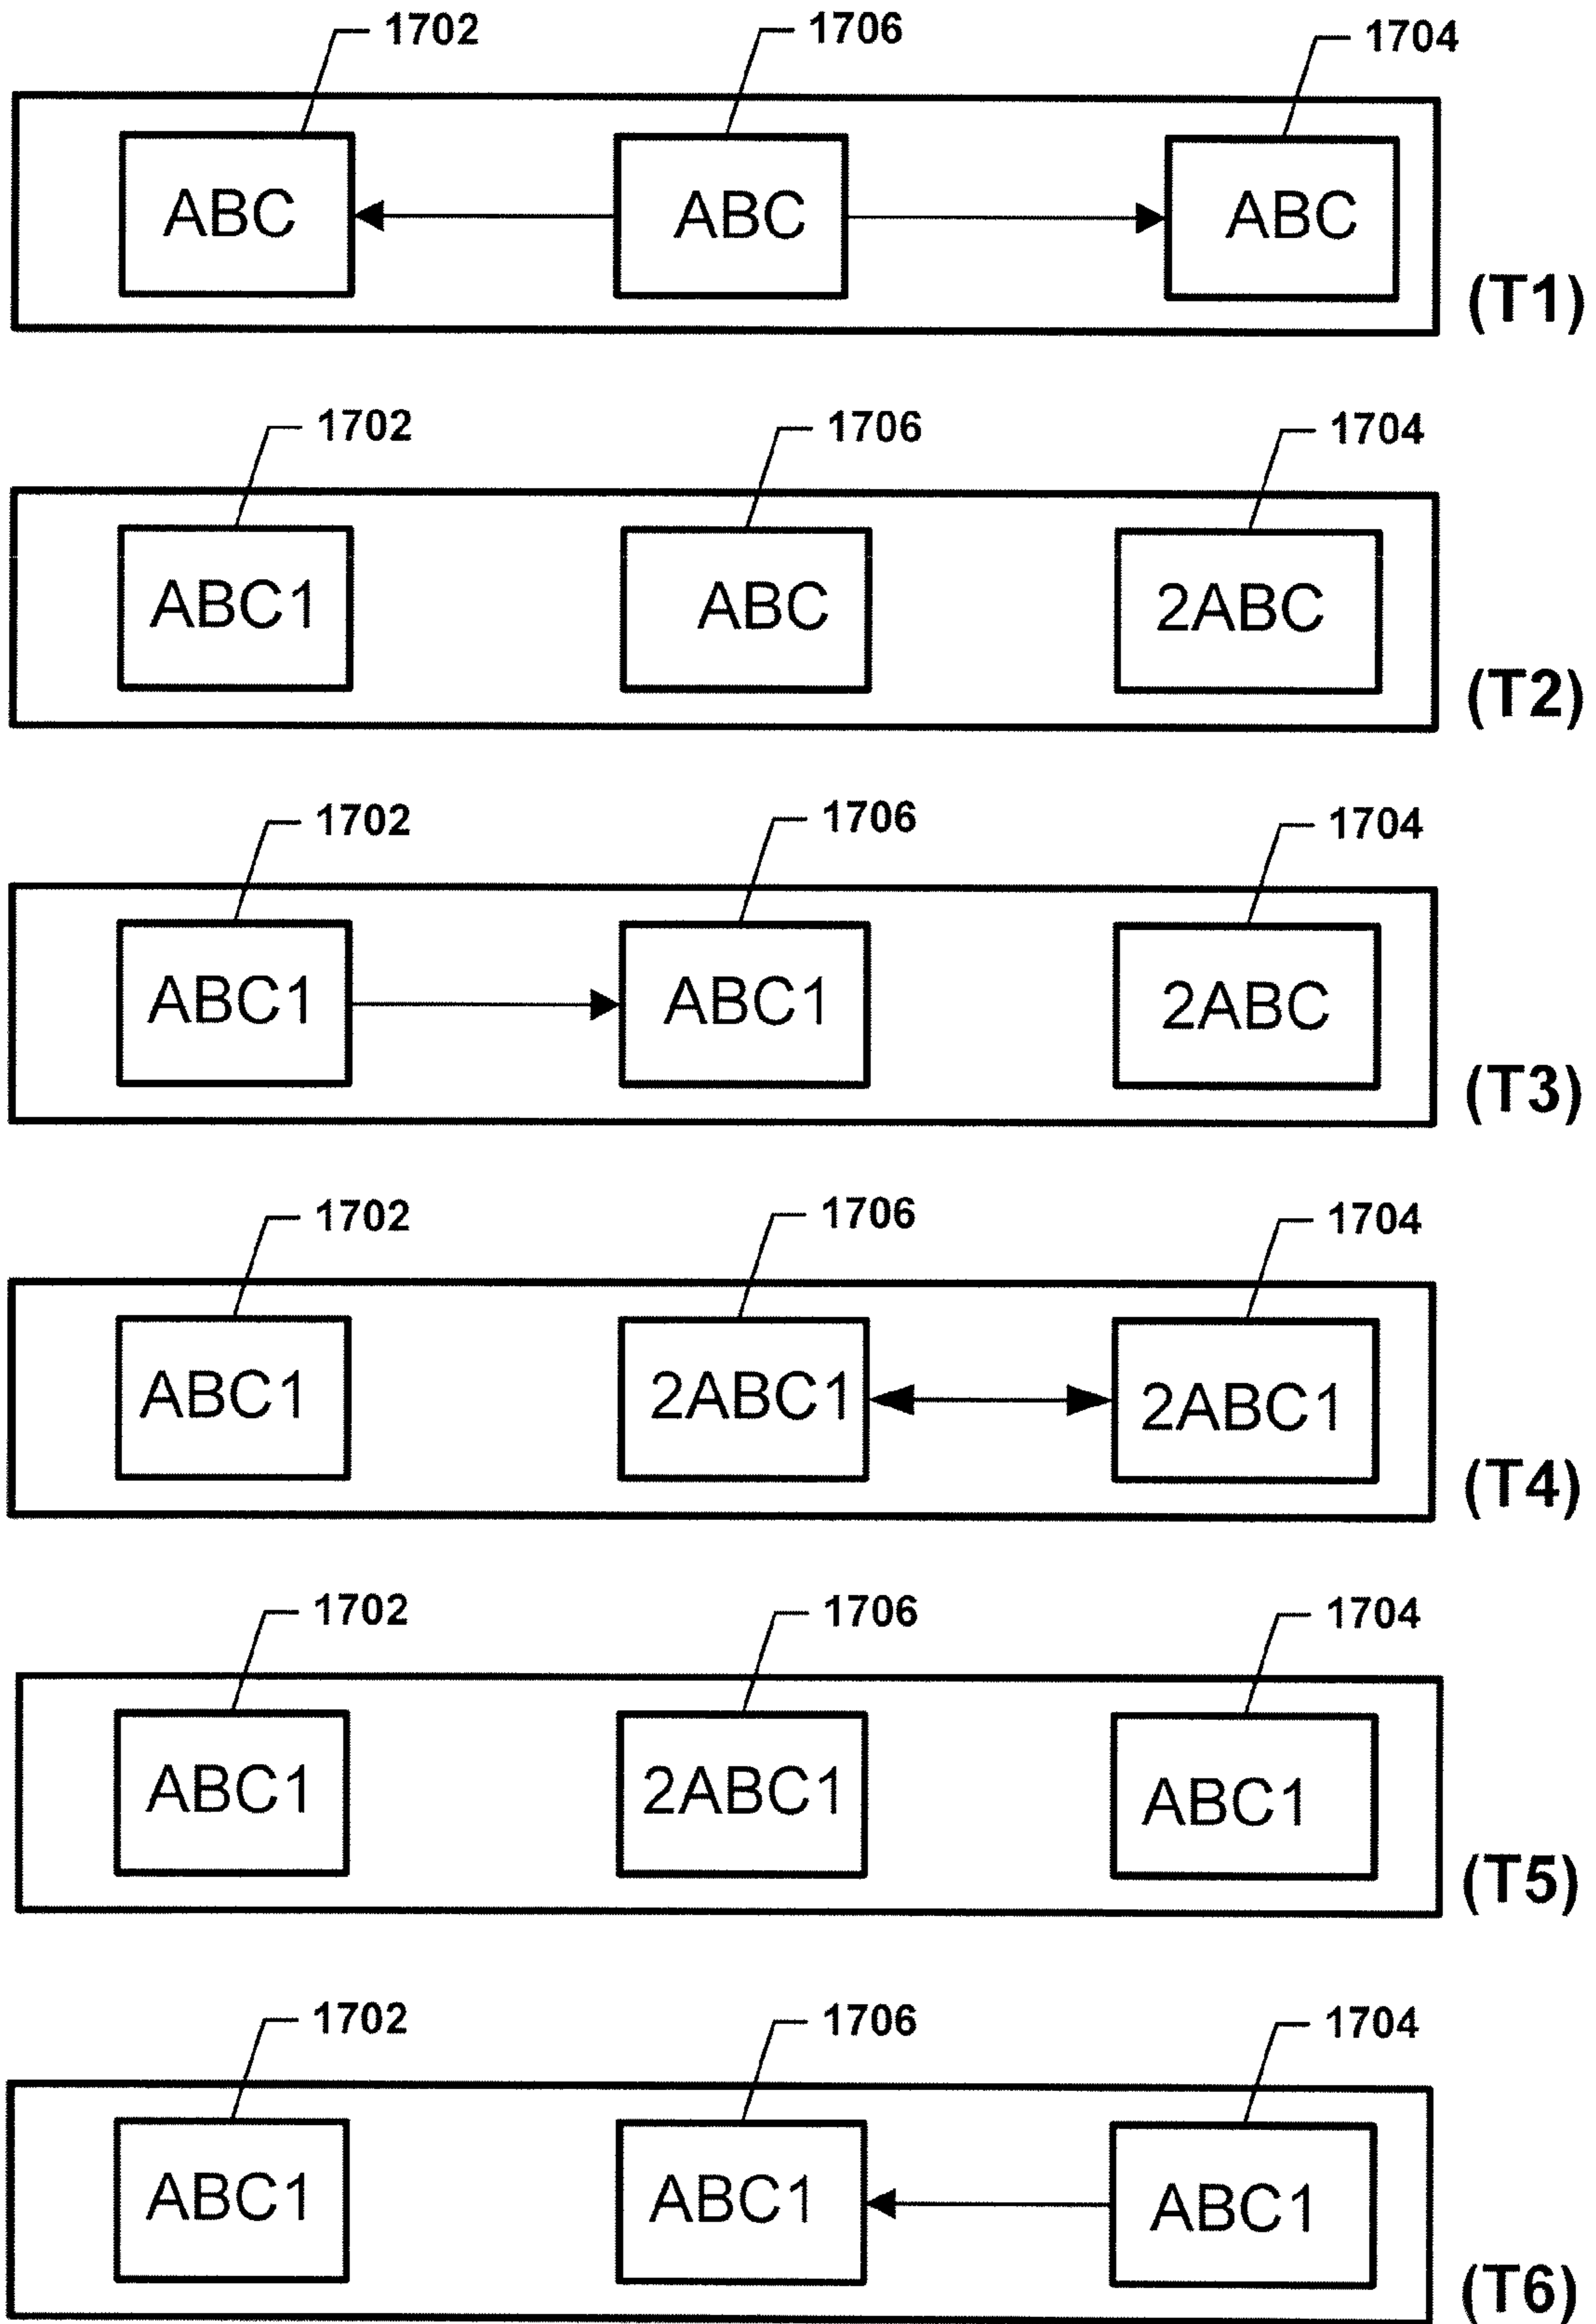 1702 1706 1704
ABC ABC ABC
(T1)
1702 1706 1704
ABC1 ABC 2ABC
(T2)
1702 1706 1704
ABC1 ABC1 2ABC
(T3)
1702 1706 1704
ABC1 2ABC1 2ABC1
(T4)
1702 1706 1704
ABC1 2ABC1 ABC1
(T5)
1702 1706 1704
ABC1 ABC1 ABC1
(T6)